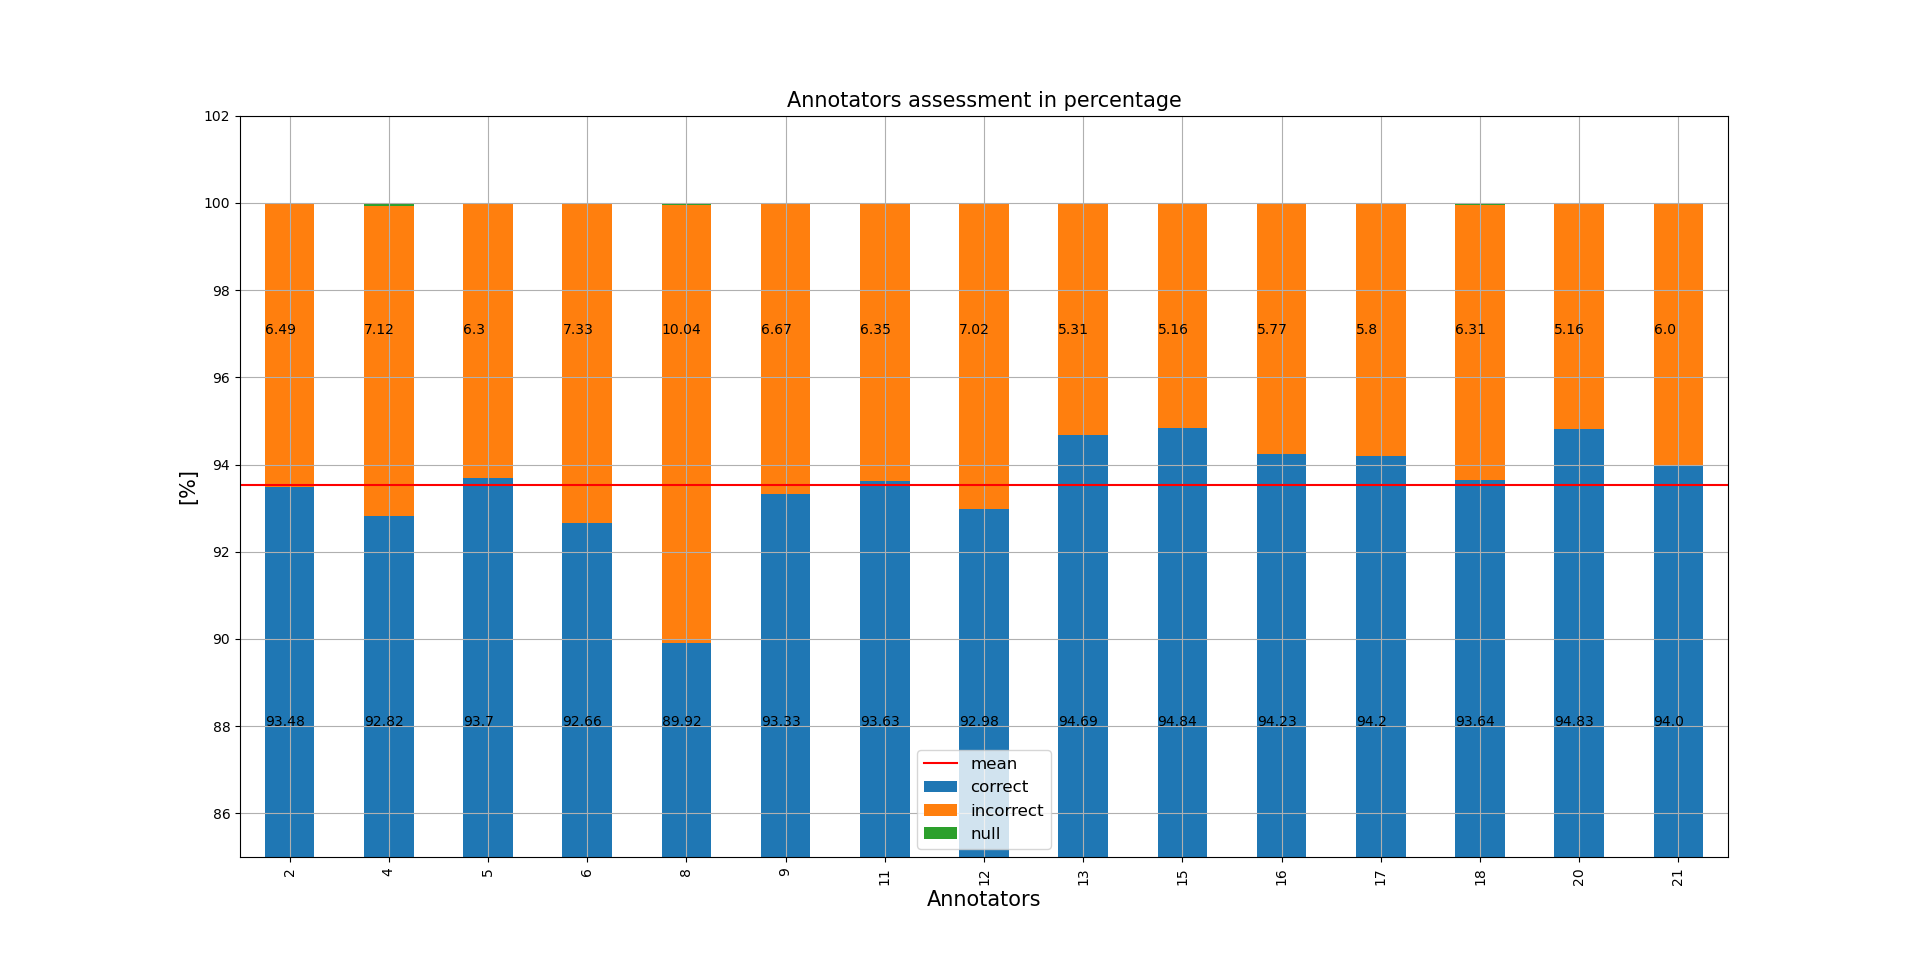 Annotators assessment in percentage
102
100
98
96
94
92
90
88
86
[%]
6.49 7.12 6.3 7.33 10.04 6.67 6.35 7.02 5.31 5.16 5.77 5.8 6.31 5.16 6.0
93.48 92.82 93.7 92.66 89.92 93.33 93.63 92.98 94.69 94.84 94.23 94.2 93.64 94.83 94.0
mean
correct
incorrect
null
2 4 5 6 8 9 11 12 13 15 16 17 18 20 21
Annotators